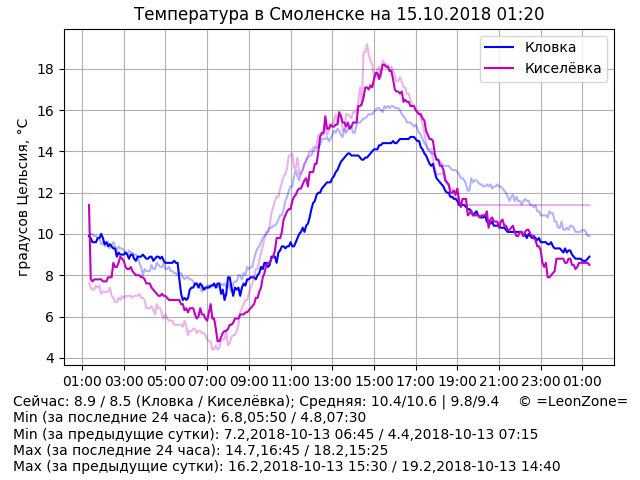 Температура в Смоленске на 15.10.2018 01:20
Кловка
Киселёвка
градусов Цельсия, °C
18
16
14
12
10
8
6
4
01:00 03:00 05:00 07:00 09:00 11:00 13:00 15:00 17:00 19:00 21:00 23:00 01:00
Сейчас: 8.9 / 8.5 (Кловка / Киселёвка); Средняя: 10.4/10.6 | 9.8/9.4 © =LeonZone=
Min (за последние 24 часа): 6.8,05:50 / 4.8,07:30
Min (за предыдущие сутки): 7.2,2018-10-13 06:45 / 4.4,2018-10-13 07:15
Max (за последние 24 часа): 14.7,16:45 / 18.2,15:25
Max (за предыдущие сутки): 16.2,2018-10-13 15:30 / 19.2,2018-10-13 14:40